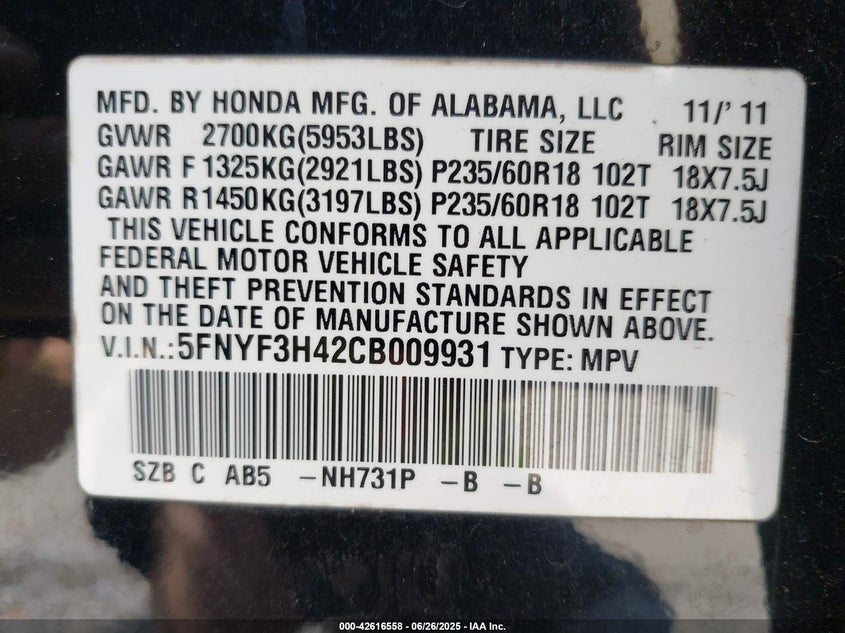 MFD. BY HONDA MFG. OF ALABAMA, LLC 11/'11
GVWR 2700KG(5953LBS) TIRE SIZE RIM SIZE
GAWR F 1325KG(2921LBS) P235/60R18 102T 18X7.5J
GAWR R1450KG(3197LBS) P235/60R18 102T 18X7.5J
THIS VEHICLE CONFORMS TO ALL APPLICABLE
FEDERAL MOTOR VEHICLE SAFETY
AND THEFT PREVENTION STANDARDS IN EFFECT
ON THE DATE OF MANUFACTURE SHOWN ABOVE.
V.I.N.:5FNYF3H42CB009931 TYPE: MPV
SZB C AB5 -NH731P -B -B
000-42616558 - 06/26/2025 - IAA Inc.